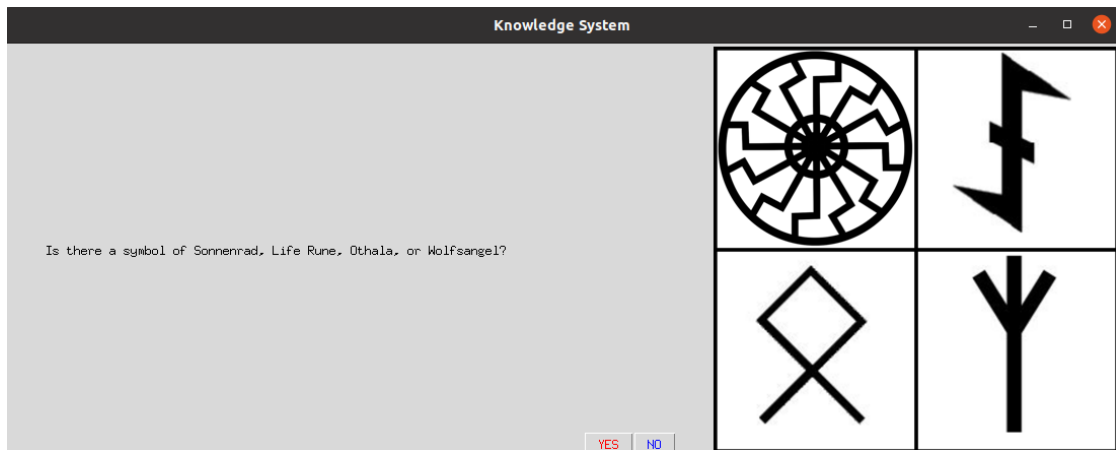 Knowledge System
Is there a symbol of Sonnenrad, Life Rune, Othala, or Wolfsangel?
YES NO